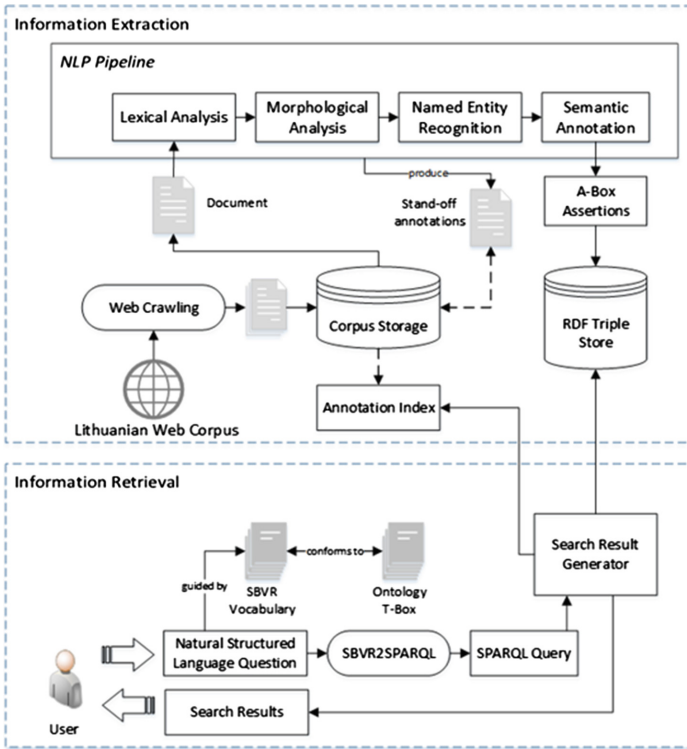 Information Extraction
NLP Pipeline
Lexical Analysis
Morphological
Analysis
Named Entity
Recognition
Semantic
Annotation
produce
Document
Stand-off
annotations
A-Box
Assertions
Web Crawling
Corpus Storage
RDF Triple
Store
Annotation Index
Lithuanian Web Corpus
Information Retrieval
Search Result
Generator
guided by
conforms to
SBVR
Vocabulary
Ontology
T-Box
Natural Structured
Language Question
SBVR2SPARQL
SPARQL Query
User
Search Results